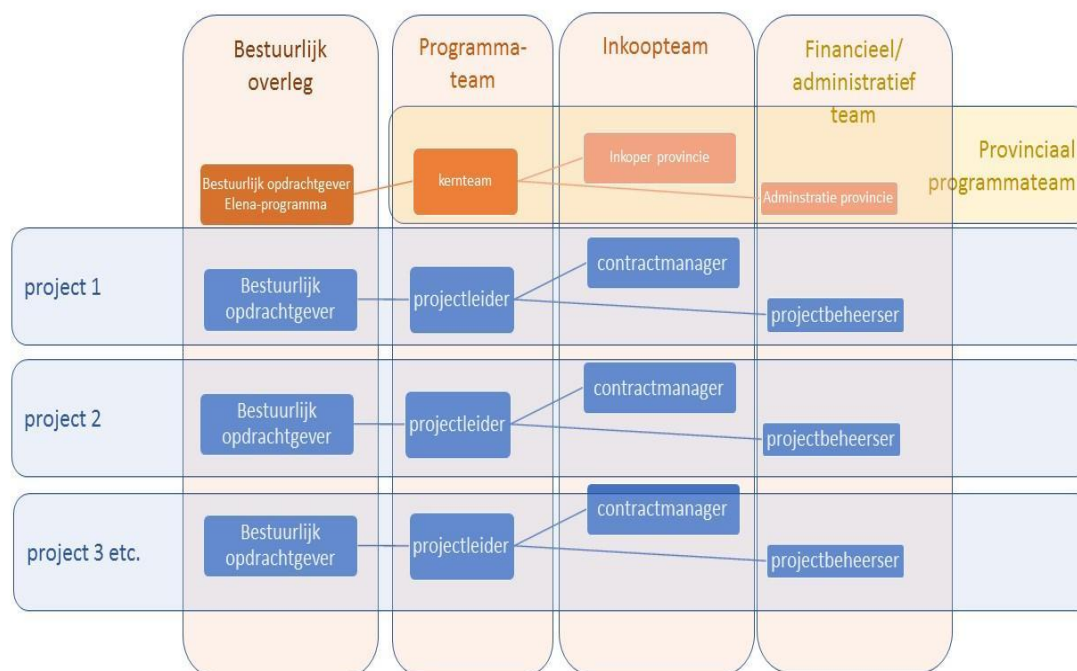 Bestuurlijk
overleg
Programma-
team
Inkoopteam
Financieel/
administratief
team
Provinciaal
programmateam
Bestuurlijk opdrachtgever
Elena-programma
kernteam
Inkoper provincie
Adminstratie provincie
project 1
Bestuurlijk
opdrachtgever
projectleider
contractmanager
projectbeheerser
project 2
Bestuurlijk
opdrachtgever
projectleider
contractmanager
projectbeheerser
project 3 etc.
Bestuurlijk
opdrachtgever
projectleider
contractmanager
projectbeheerser